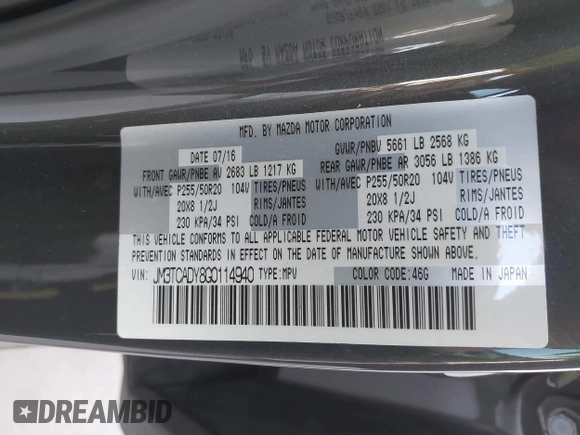 MFD. BY MAZDA MOTOR CORPORATION
DATE 07/16
GVWR/PNBV 5661 LB 2568 KG
FRONT GAWR/PNBE AV 2683 LB 1217 KG
REAR GAWR/PNBE AR 3056 LB 1386 KG
WITH/AVEC P255/50R20 104V TIRES/PNEUS
WITH/AVEC P255/50R20 104V TIRES/PNEUS
20X8 1/2J RIMS/JANTES
20X8 1/2J RIMS/JANTES
230 KPA/34 PSI COLD/A FROID
230 KPA/34 PSI COLD/A FROID
THIS VEHICLE CONFORMS TO ALL APPLICABLE FEDERAL MOTOR VEHICLE SAFETY AND THEFT
PREVENTION STANDARDS IN EFFECT ON THE DATE OF MANUFACTURE SHOWN ABOVE.
JM3TCADY8G0114940 TYPE:MPV
COLOR CODE:46G MADE IN JAPAN
DREAMBID